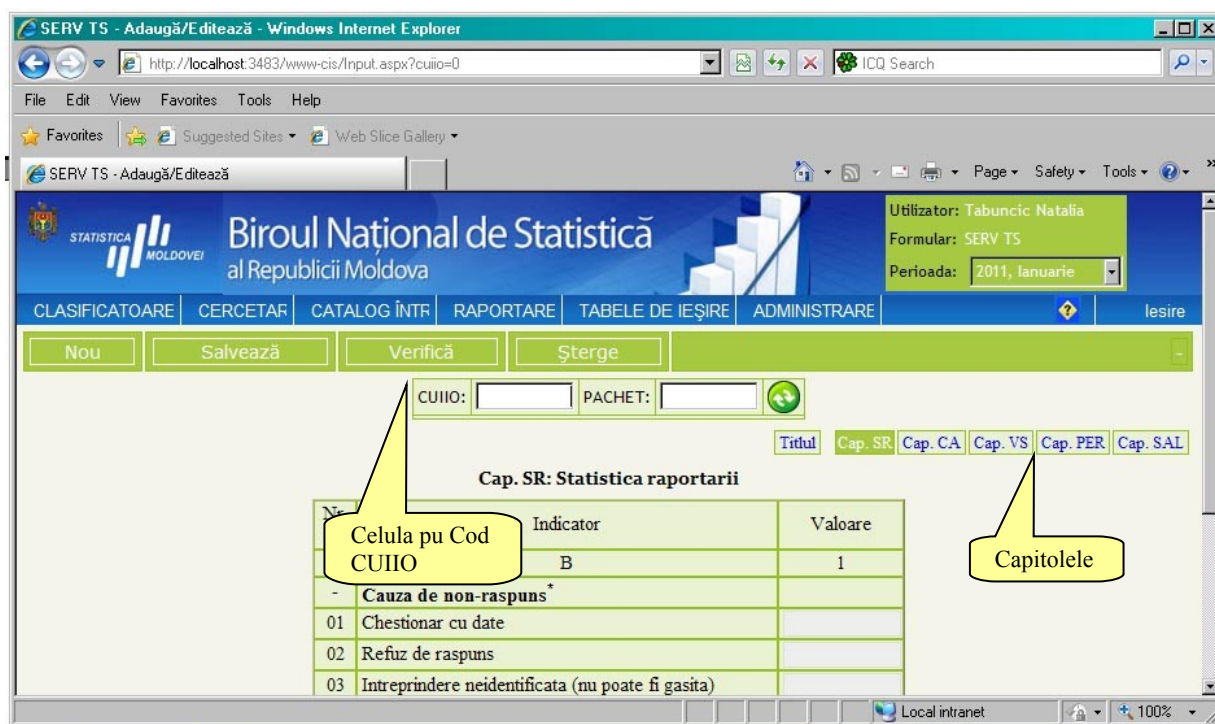 SERV TS - Adaugă/Editează - Windows Internet Explorer
http://localhost:3483/www-cis/Input.aspx?cuiio=0
ICQ Search
File Edit View Favorites Tools Help
Favorites Suggested Sites Web Slice Gallery
SERV TS - Adaugă/Editează
Page Safety Tools
STATISTICA MOLDOVEI
Biroul Național de Statistică
al Republicii Moldova
Utilizator: Tabuncic Natalia
Formular: SERV TS
Perioada: 2011, Ianuarie
CLASIFICATOARE CERCETAR CATALOG ÎNTR RAPORTARE TABELE DE IEŞIRE ADMINISTRARE Iesire
Nou Salvează Verifică Şterge -
CUIIO: PACHET:
Titlul Cap. SR Cap. CA Cap. VS Cap. PER Cap. SAL
Cap. SR: Statistica raportarii
Indicator Valoare
B 1
Celula pu Cod
CUIIO
Capitolele
- Cauza de non-raspuns*
01 Chestionar cu date
02 Refuz de raspuns
03 Intreprindere neidentificata (nu poate fi gasita)
Local intranet 100%